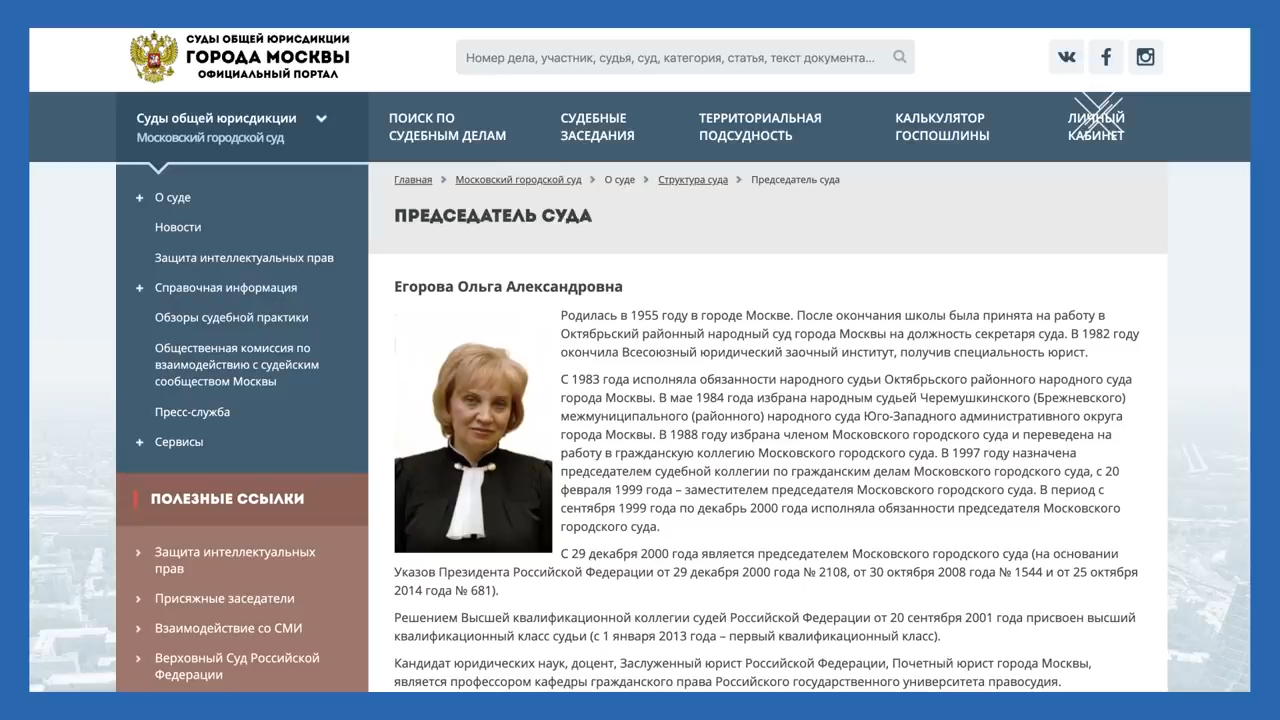 СУДЫ ОБЩЕЙ ЮРИСДИКЦИИ
ГОРОДА МОСКВЫ
ОФИЦИАЛЬНЫЙ ПОРТАЛ
Номер дела, участник, судья, суд, категория, статья, текст документа...
Суды общей юрисдикции
Московский городской суд
ПОИСК ПО
СУДЕБНЫМ ДЕЛАМ
СУДЕБНЫЕ
ЗАСЕДАНИЯ
ТЕРРИТОРИАЛЬНАЯ
ПОДСУДНОСТЬ
КАЛЬКУЛЯТОР
ГОСПОШЛИНЫ
ЛИЧНЫЙ
КАБИНЕТ
О суде
Новости
Защита интеллектуальных прав
Справочная информация
Обзоры судебной практики
Общественная комиссия по
взаимодействию с судейским
сообществом Москвы
Пресс-служба
Сервисы
ПОЛЕЗНЫЕ ССЫЛКИ
Защита интеллектуальных
прав
Присяжные заседатели
Взаимодействие со СМИ
Верховный Суд Российской
Федерации
Главная > Московский городской суд > О суде > Структура суда > Председатель суда
ПРЕДСЕДАТЕЛЬ СУДА
Егорова Ольга Александровна
Родилась в 1955 году в городе Москве. После окончания школы была принята на работу в
Октябрьский районный народный суд города Москвы на должность секретаря суда. В 1982 году
окончила Всесоюзный юридический заочный институт, получив специальность юрист.
С 1983 года исполняла обязанности народного судьи Октябрьского районного народного суда
города Москвы. В мае 1984 года избрана народным судьей Черемушкинского (Брежневского)
межмуниципального (районного) народного суда Юго-Западного административного округа
города Москвы. В 1988 году избрана членом Московского городского суда и переведена на
работу в гражданскую коллегию Московского городского суда. В 1997 году назначена
председателем судебной коллегии по гражданским делам Московского городского суда, с 20
февраля 1999 года – заместителем председателя Московского городского суда. В период с
сентября 1999 года по декабрь 2000 года исполняла обязанности председателя Московского
городского суда.
С 29 декабря 2000 года является председателем Московского городского суда (на основании
Указов Президента Российской Федерации от 29 декабря 2000 года № 2108, от 30 октября 2008 года № 1544 и от 25 октября
2014 года № 681).
Решением Высшей квалификационной коллегии судей Российской Федерации от 20 сентября 2001 года присвоен высший
квалификационный класс судьи (с 1 января 2013 года – первый квалификационный класс).
Кандидат юридических наук, доцент, Заслуженный юрист Российской Федерации, Почетный юрист города Москвы,
является профессором кафедры гражданского права Российского государственного университета правосудия.